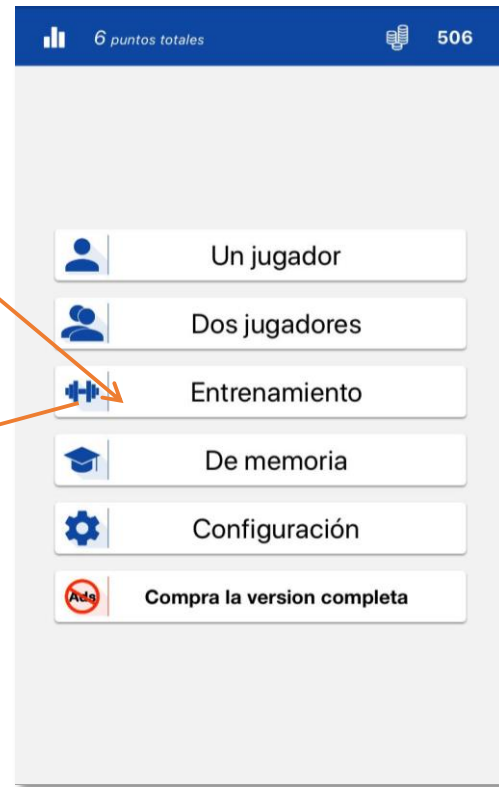 6 puntos totales 506
Un jugador
Dos jugadores
Entrenamiento
De memoria
Configuración
Ads Compra la version completa